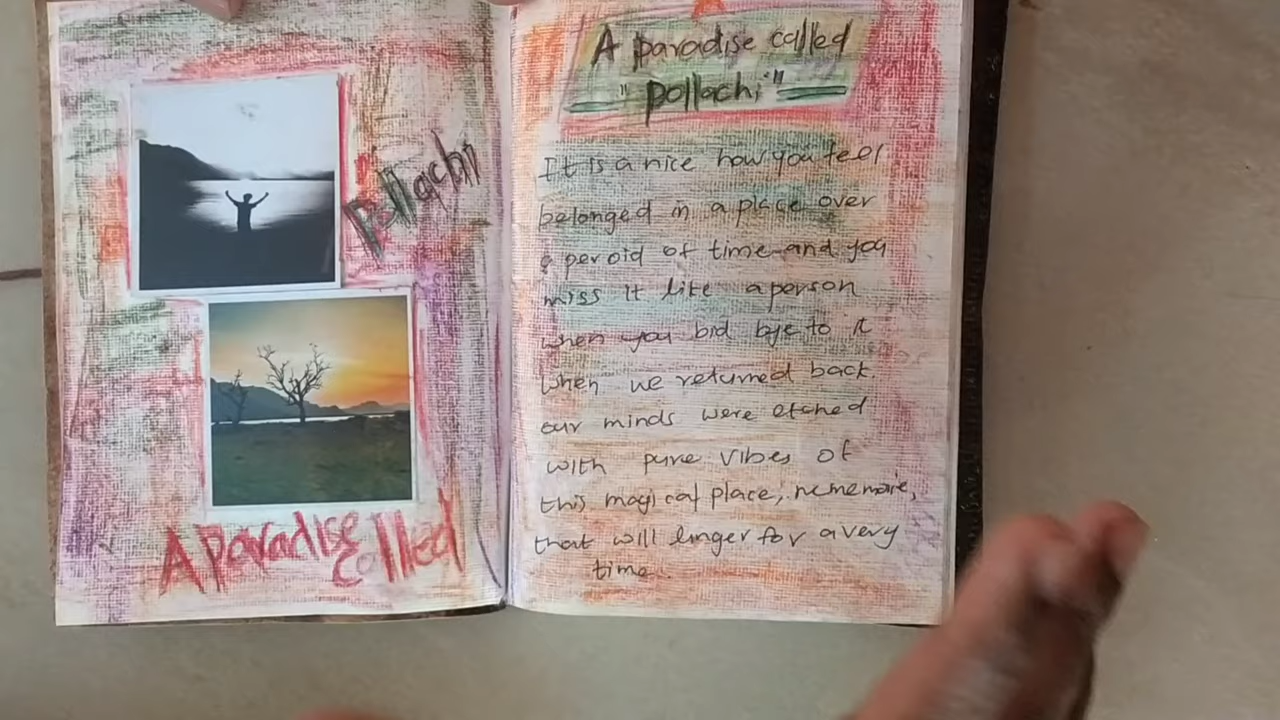 pollachi
A Paradise
called
A paradise called
"pollachi"
It is a nice how you feel
belonged in a place over
a peroid of time and you
miss it like a person
when you bid bye to it
when we returned back
our minds were etched
with pure vibes of
this magical place,
that will linger for a very
time.